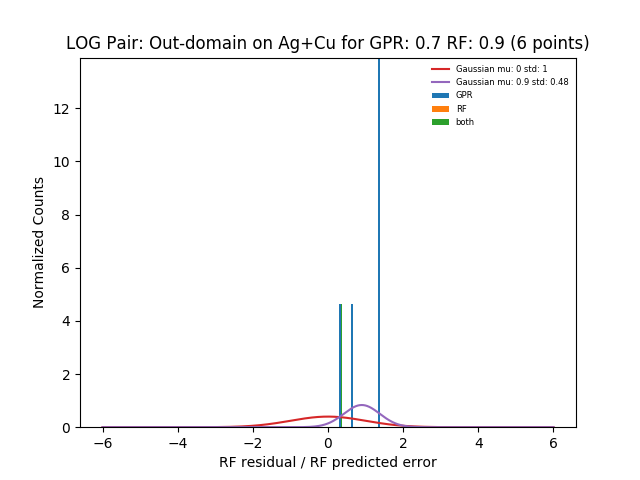 LOG Pair: Out-domain on Ag+Cu for GPR: 0.7 RF: 0.9 (6 points)
Gaussian mu: 0 std: 1
Gaussian mu: 0.9 std: 0.48
GPR
RF
both
Normalized Counts
12
10
8
6
4
2
0
−6
−4
−2
0
2
4
6
RF residual / RF predicted error